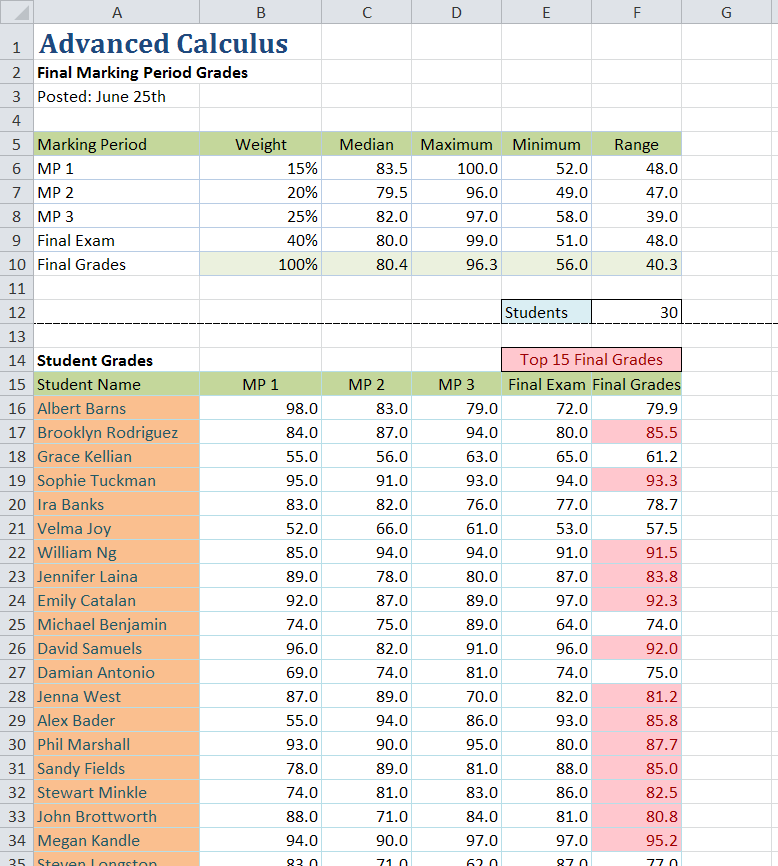 A B C D E F G
1 Advanced Calculus
2 Final Marking Period Grades
3 Posted: June 25th
4
5 Marking Period Weight Median Maximum Minimum Range
6 MP 1 15% 83.5 100.0 52.0 48.0
7 MP 2 20% 79.5 96.0 49.0 47.0
8 MP 3 25% 82.0 97.0 58.0 39.0
9 Final Exam 40% 80.0 99.0 51.0 48.0
10 Final Grades 100% 80.4 96.3 56.0 40.3
11
12 Students 30
13
14 Student Grades Top 15 Final Grades
15 Student Name MP 1 MP 2 MP 3 Final Exam Final Grades
16 Albert Barns 98.0 83.0 79.0 72.0 79.9
17 Brooklyn Rodriguez 84.0 87.0 94.0 80.0 85.5
18 Grace Kellian 55.0 56.0 63.0 65.0 61.2
19 Sophie Tuckman 95.0 91.0 93.0 94.0 93.3
20 Ira Banks 83.0 82.0 76.0 77.0 78.7
21 Velma Joy 52.0 66.0 61.0 53.0 57.5
22 William Ng 85.0 94.0 94.0 91.0 91.5
23 Jennifer Laina 89.0 78.0 80.0 87.0 83.8
24 Emily Catalan 92.0 87.0 89.0 97.0 92.3
25 Michael Benjamin 74.0 75.0 89.0 64.0 74.0
26 David Samuels 96.0 82.0 91.0 96.0 92.0
27 Damian Antonio 69.0 74.0 81.0 74.0 75.0
28 Jenna West 87.0 89.0 70.0 82.0 81.2
29 Alex Bader 55.0 94.0 86.0 93.0 85.8
30 Phil Marshall 93.0 90.0 95.0 80.0 87.7
31 Sandy Fields 78.0 89.0 81.0 88.0 85.0
32 Stewart Minkle 74.0 81.0 83.0 86.0 82.5
33 John Brottworth 88.0 71.0 84.0 81.0 80.8
34 Megan Kandle 94.0 90.0 97.0 97.0 95.2
35 Steven Longston 83.0 71.0 62.0 87.0 77.0